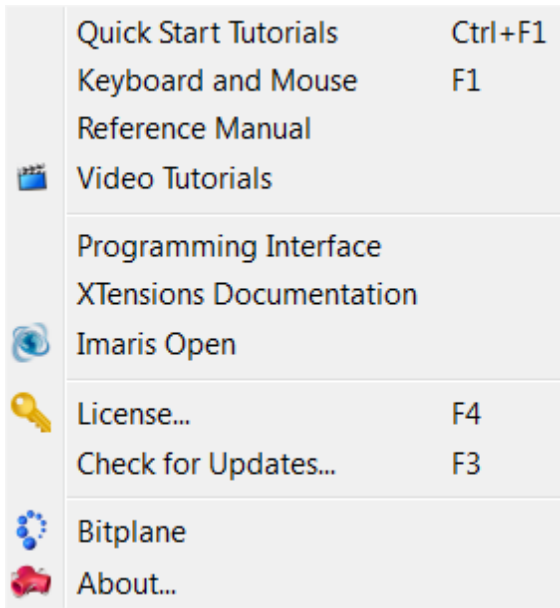 Quick Start Tutorials Ctrl+F1
Keyboard and Mouse F1
Reference Manual
Video Tutorials
Programming Interface
XTensions Documentation
Imaris Open
License... F4
Check for Updates... F3
Bitplane
About...